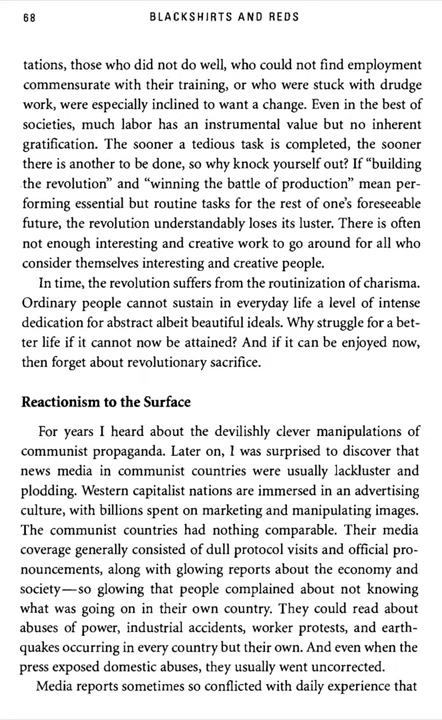 68 BLACKSHIRTS AND REDS
tations, those who did not do well, who could not find employment
commensurate with their training, or who were stuck with drudge
work, were especially inclined to want a change. Even in the best of
societies, much labor has an instrumental value but no inherent
gratification. The sooner a tedious task is completed, the sooner
there is another to be done, so why knock yourself out? If “building
the revolution” and “winning the battle of production” mean per-
forming essential but routine tasks for the rest of one’s foreseeable
future, the revolution understandably loses its luster. There is often
not enough interesting and creative work to go around for all who
consider themselves interesting and creative people.
In time, the revolution suffers from the routinization of charisma.
Ordinary people cannot sustain in everyday life a level of intense
dedication for abstract albeit beautiful ideals. Why struggle for a bet-
ter life if it cannot now be attained? And if it can be enjoyed now,
then forget about revolutionary sacrifice.
Reactionism to the Surface
For years I heard about the devilishly clever manipulations of
communist propaganda. Later on, I was surprised to discover that
news media in communist countries were usually lackluster and
plodding. Western capitalist nations are immersed in an advertising
culture, with billions spent on marketing and manipulating images.
The communist countries had nothing comparable. Their media
coverage generally consisted of dull protocol visits and official pro-
nouncements, along with glowing reports about the economy and
society—so glowing that people complained about not knowing
what was going on in their own country. They could read about
abuses of power, industrial accidents, worker protests, and earth-
quakes occurring in every country but their own. And even when the
press exposed domestic abuses, they usually went uncorrected.
Media reports sometimes so conflicted with daily experience that